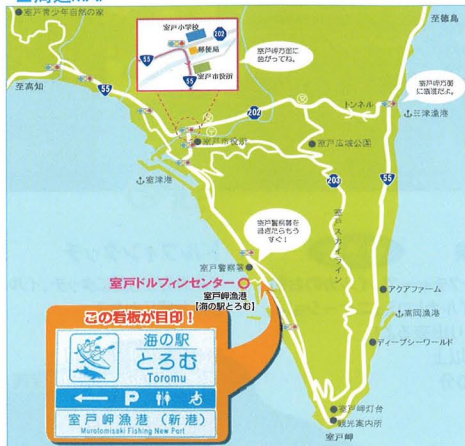 室戸青少年自然の家
室戸小学校
202
郵便局
55
55
室戸市役所
室戸岬方面に
曲がってね。
至徳島
至高知
55
室戸岬方面
に直進だよ。
トンネル
202
三津漁港
室戸市役所
室戸広域公園
室津港
203
55
室戸スカイライン
室戸警察署を
過ぎたらもう
すぐ!
室戸警察署
室戸ドルフィンセンター
室戸岬漁港
【海の駅とろむ】
アクアファーム
高岡漁港
ディープシーワールド
この看板が目印!
海の駅
とろむ
Toromu
P
室戸岬漁港(新港)
Murotomisaki Fishing New Port
室戸岬灯台
観光案内所
室戸岬